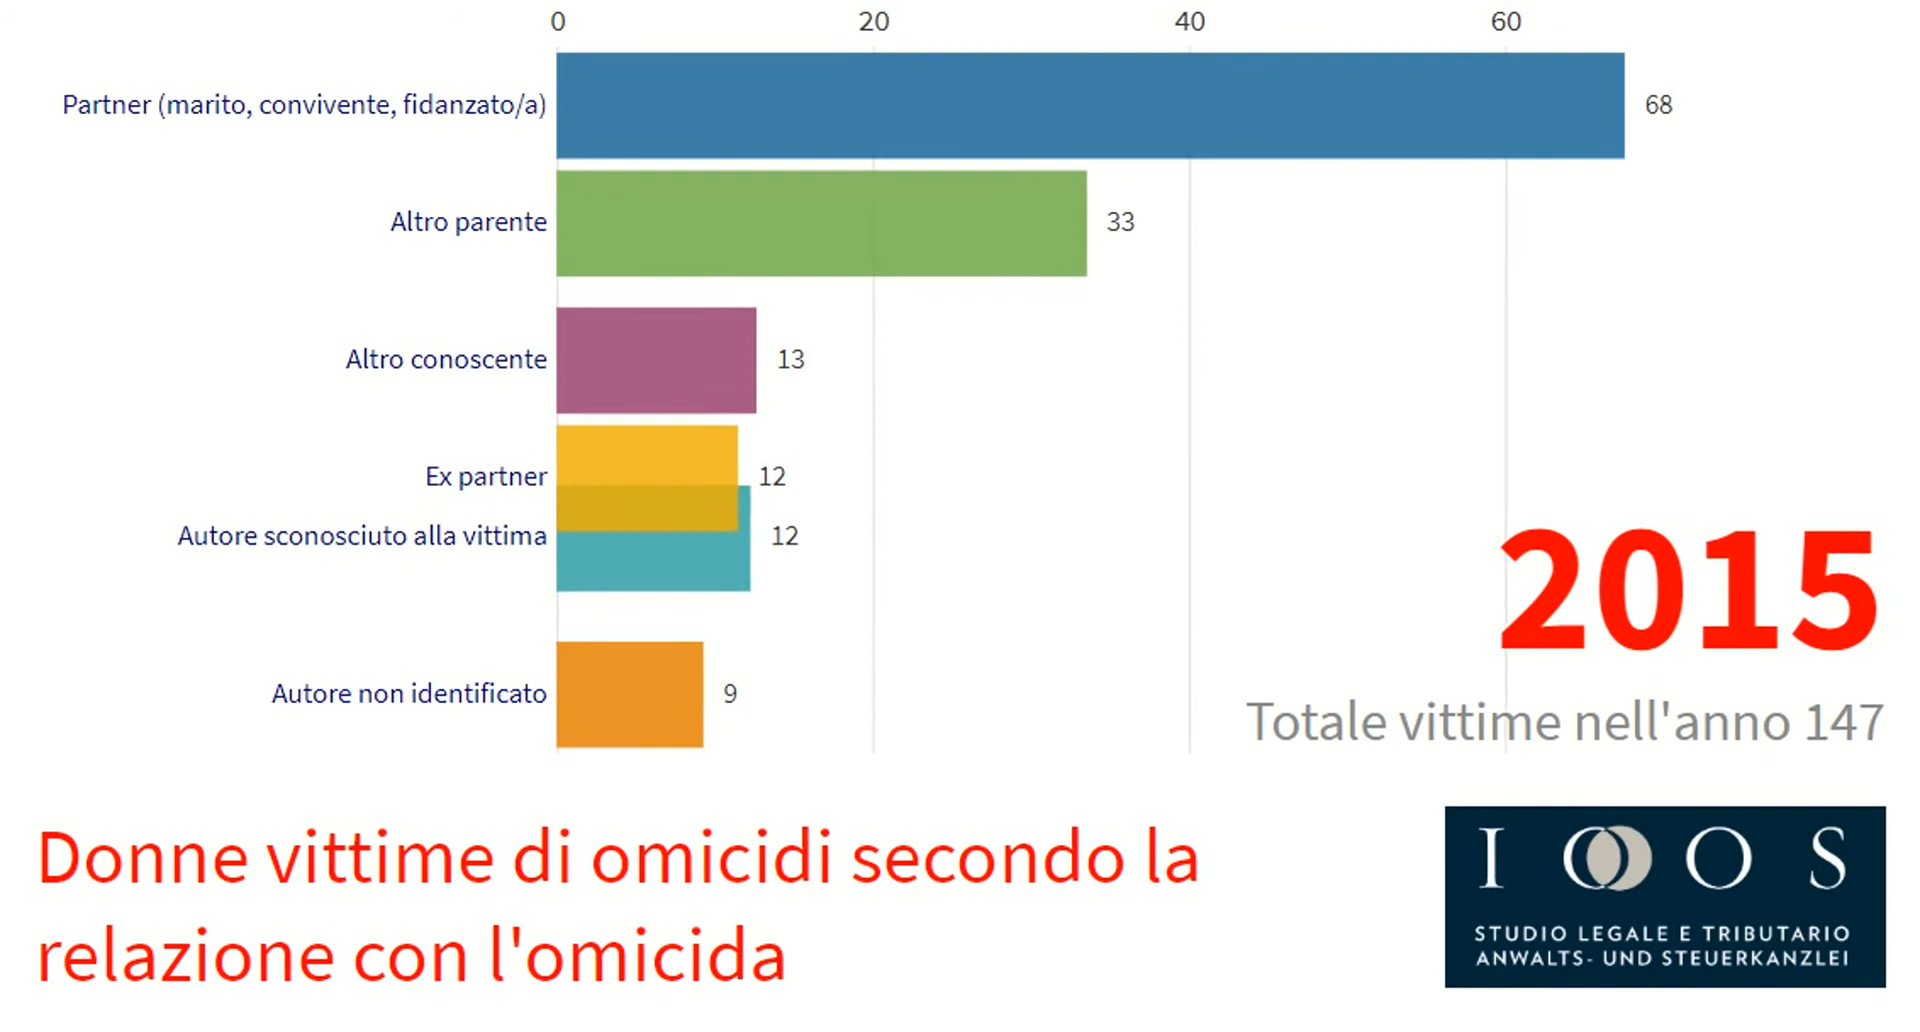 0 20 40 60
Partner (marito, convivente, fidanzato/a) 68
Altro parente 33
Altro conoscente 13
Ex partner 12
Autore sconosciuto alla vittima 12
Autore non identificato 9
2015
Totale vittime nell'anno 147
Donne vittime di omicidi secondo la
relazione con l'omicida
I O O S
STUDIO LEGALE E TRIBUTARIO
ANWALTS- UND STEUERKANZLEI